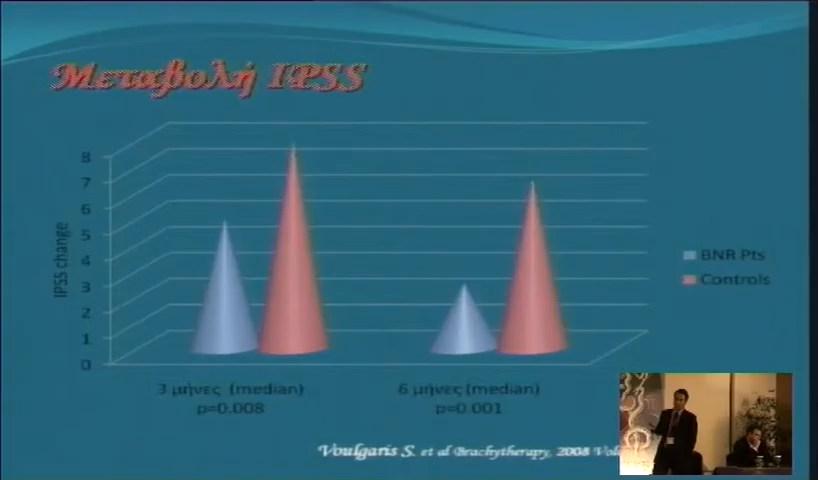 Μεταβολή IPSS
8
7
6
5
4
3
2
1
0
IPSS change
BNR Pts
Controls
3 μήνες (median)
p=0.008
6 μήνες (median)
p=0.001
Voulgaris S. et al Brachytherapy, 2008